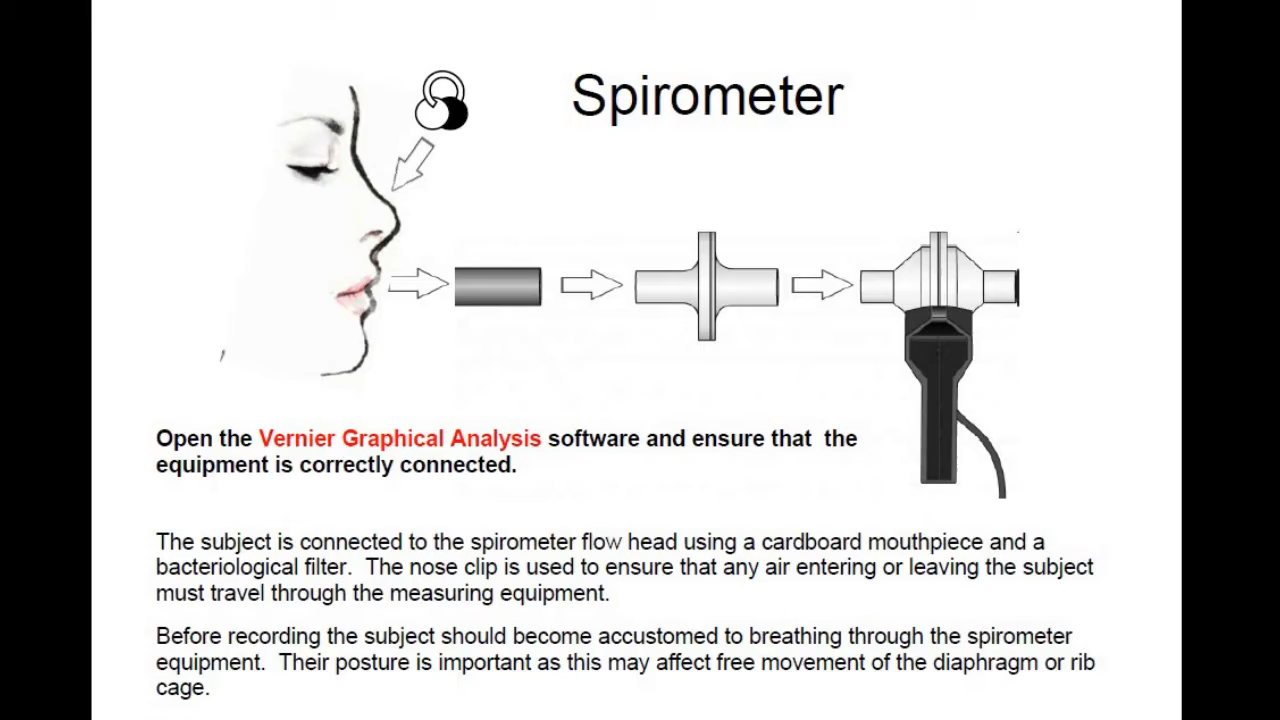 Spirometer
Open the Vernier Graphical Analysis software and ensure that  the
equipment is correctly connected.
The subject is connected to the spirometer flow head using a cardboard mouthpiece and a
bacteriological filter.  The nose clip is used to ensure that any air entering or leaving the subject
must travel through the measuring equipment.
Before recording the subject should become accustomed to breathing through the spirometer
equipment.  Their posture is important as this may affect free movement of the diaphragm or rib
cage.